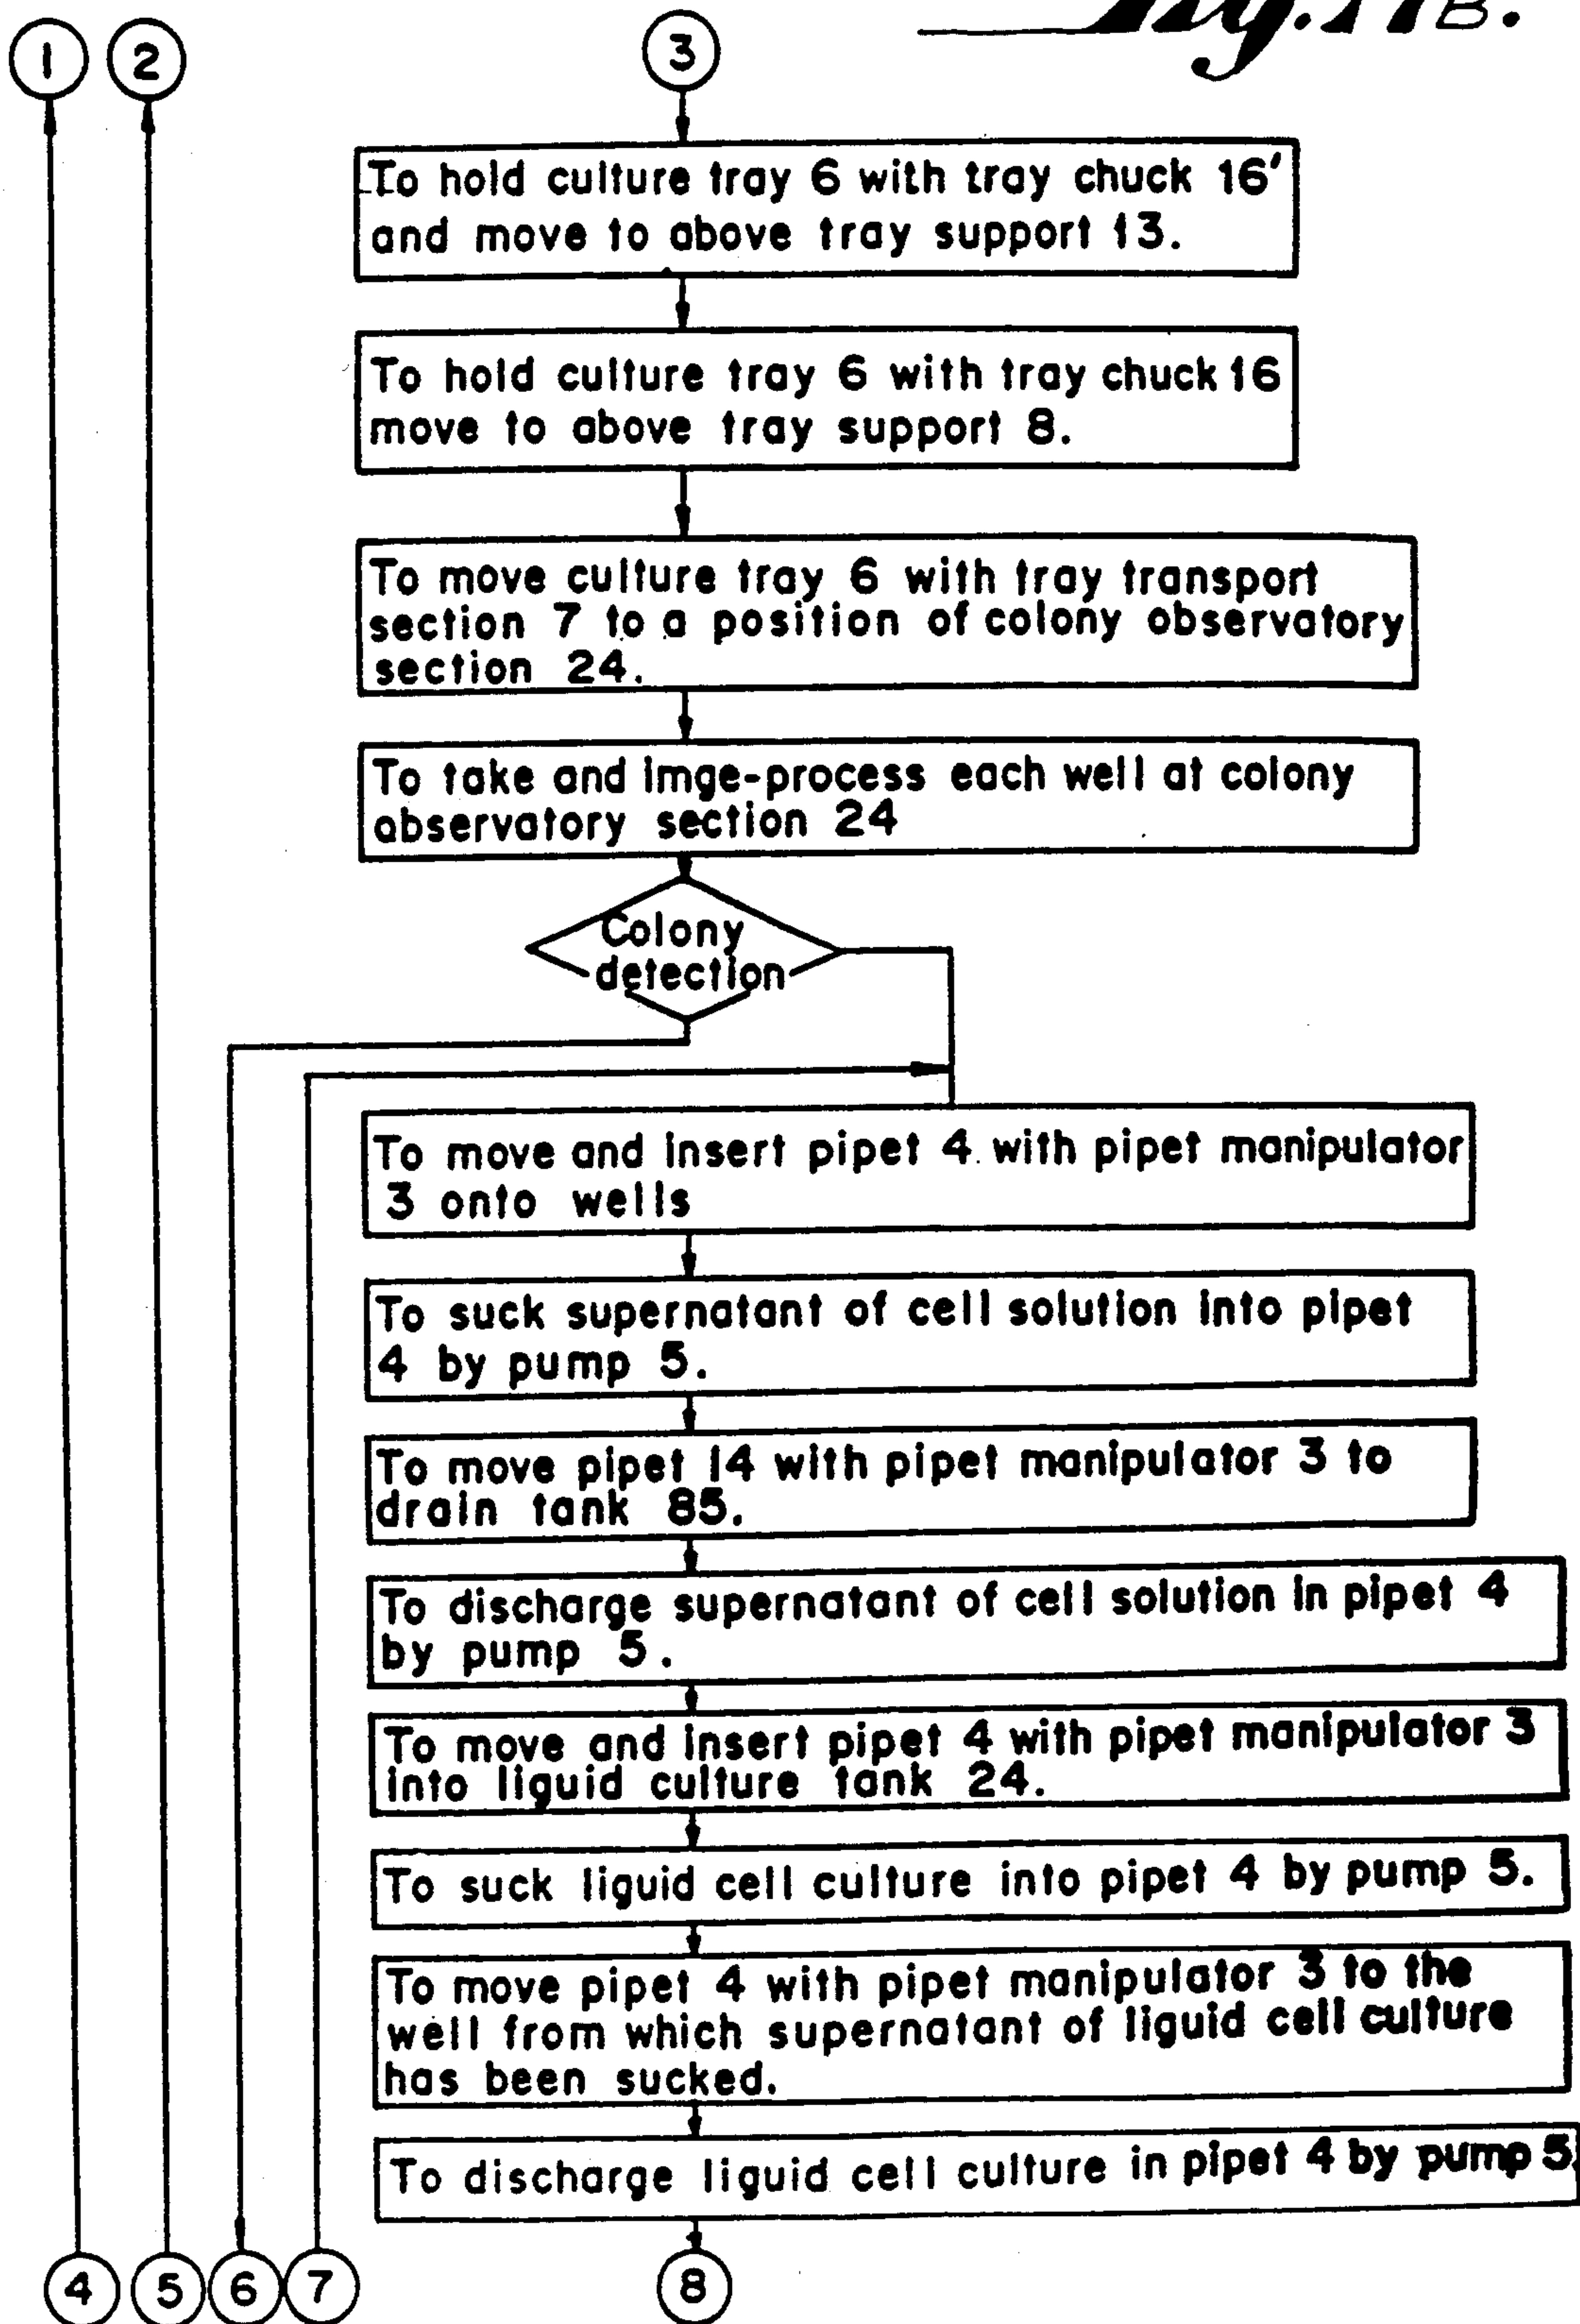 Fig. 11B.
1 2 3
To hold culture tray 6 with tray chuck 16'
and move to above tray support 13.
To hold culture tray 6 with tray chuck 16
move to above tray support 8.
To move culture tray 6 with tray transport
section 7 to a position of colony observatory
section 24.
To take and imge-process each well at colony
observatory section 24
Colony
detection
To move and insert pipet 4 with pipet manipulator
3 onto wells
To suck supernatant of cell solution into pipet
4 by pump 5.
To move pipet 14 with pipet manipulator 3 to
drain tank 85.
To discharge supernatant of cell solution in pipet 4
by pump 5.
To move and insert pipet 4 with pipet manipulator 3
into liguid culture tank 24.
To suck liguid cell culture into pipet 4 by pump 5.
To move pipet 4 with pipet manipulator 3 to the
well from which supernatant of liguid cell culture
has been sucked.
To discharge liguid cell culture in pipet 4 by pump 5.
4 5 6 7 8